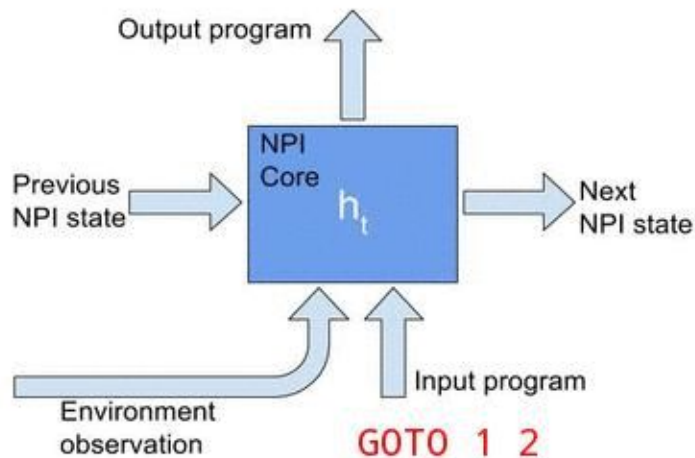 Output program
NPI
Core
h_t
Previous
NPI state
Next
NPI state
Input program
Environment
observation
GOTO 1 2